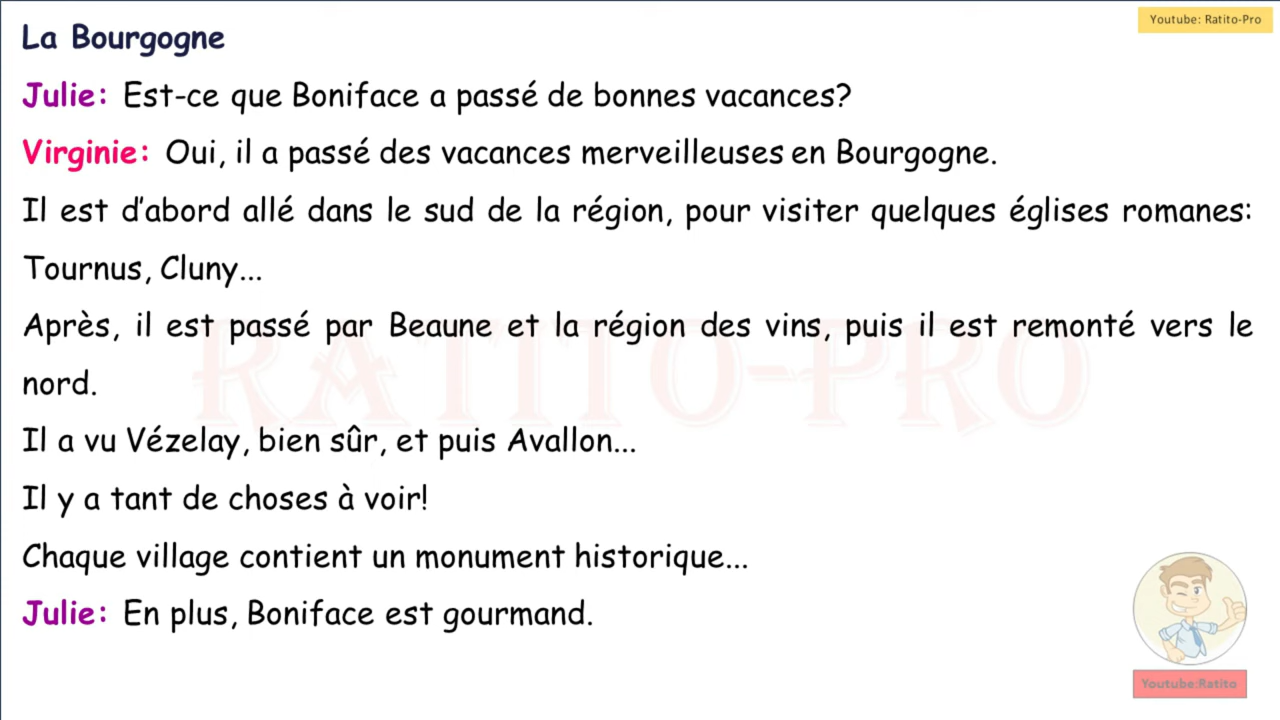 La Bourgogne
Youtube: Ratito-Pro
Julie: Est-ce que Boniface a passé de bonnes vacances?
Virginie: Oui, il a passé des vacances merveilleuses en Bourgogne.
Il est d'abord allé dans le sud de la région, pour visiter quelques églises romanes:
Tournus, Cluny...
Après, il est passé par Beaune et la région des vins, puis il est remonté vers le
nord.
RATITO-PRO
Il a vu Vézelay, bien sûr, et puis Avallon...
Il y a tant de choses à voir!
Chaque village contient un monument historique...
Julie: En plus, Boniface est gourmand.
Youtube:Ratito